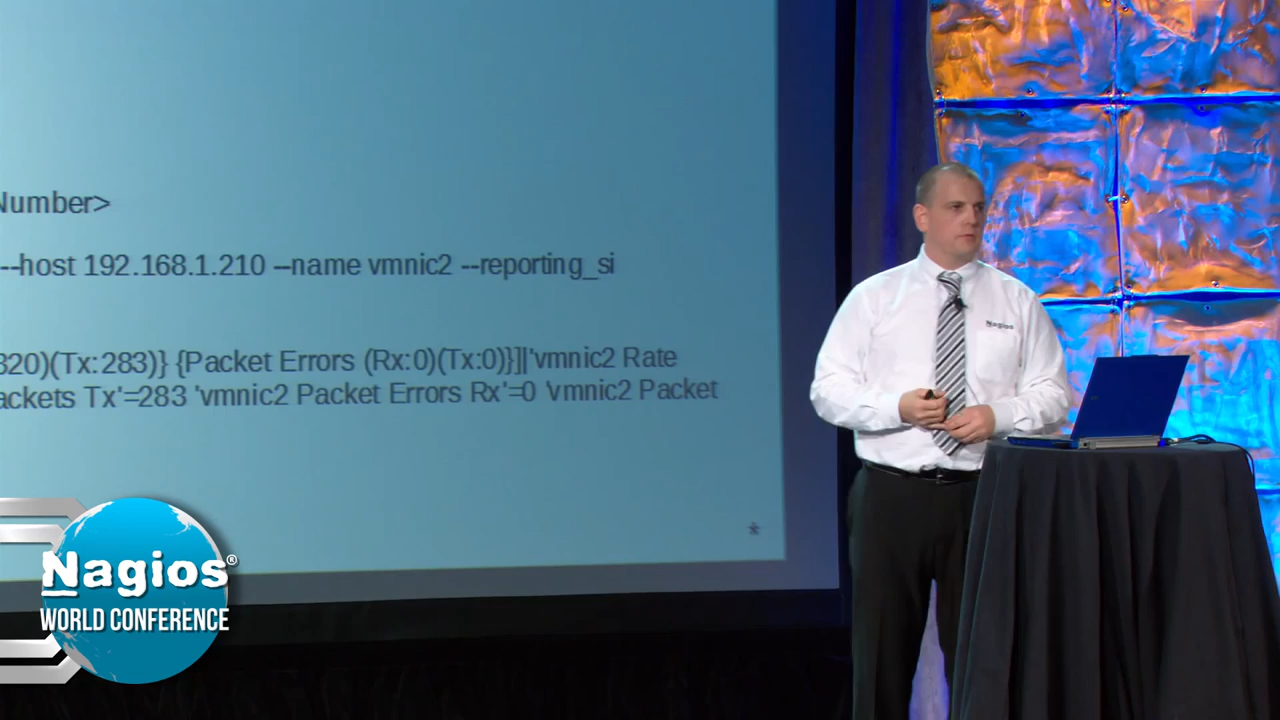 Number>
--host 192.168.1.210 --name vmnic2 --reporting_si
320)(Tx:283)} {Packet Errors (Rx:0)(Tx:0)}]|'vmnic2 Rate
ackets Tx'=283 'vmnic2 Packet Errors Rx'=0 'vmnic2 Packet
Nagios
Nagios®
WORLD CONFERENCE